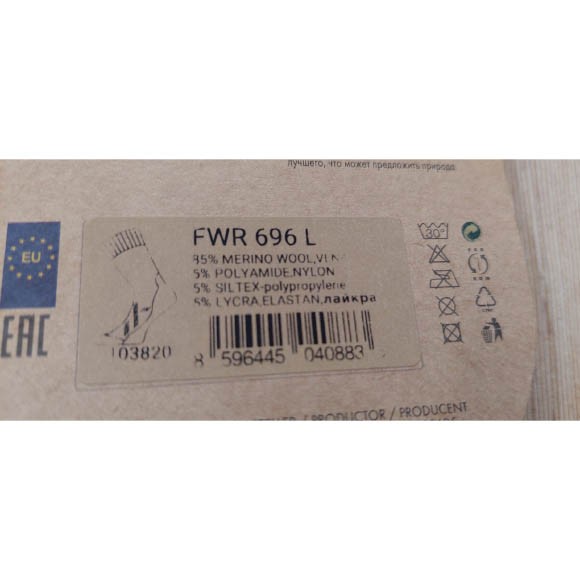 лучшего, что может предложить природа
EU
EAC
FWR 696 L
85% MERINO WOOL,
5% POLYAMIDE,NYLON
5% SILTEX-polypropylene
5% LYCRA,ELASTAN,лайкра
103820
8 596445 040883
30°
/ PRODUCTOR / PRODUCENT